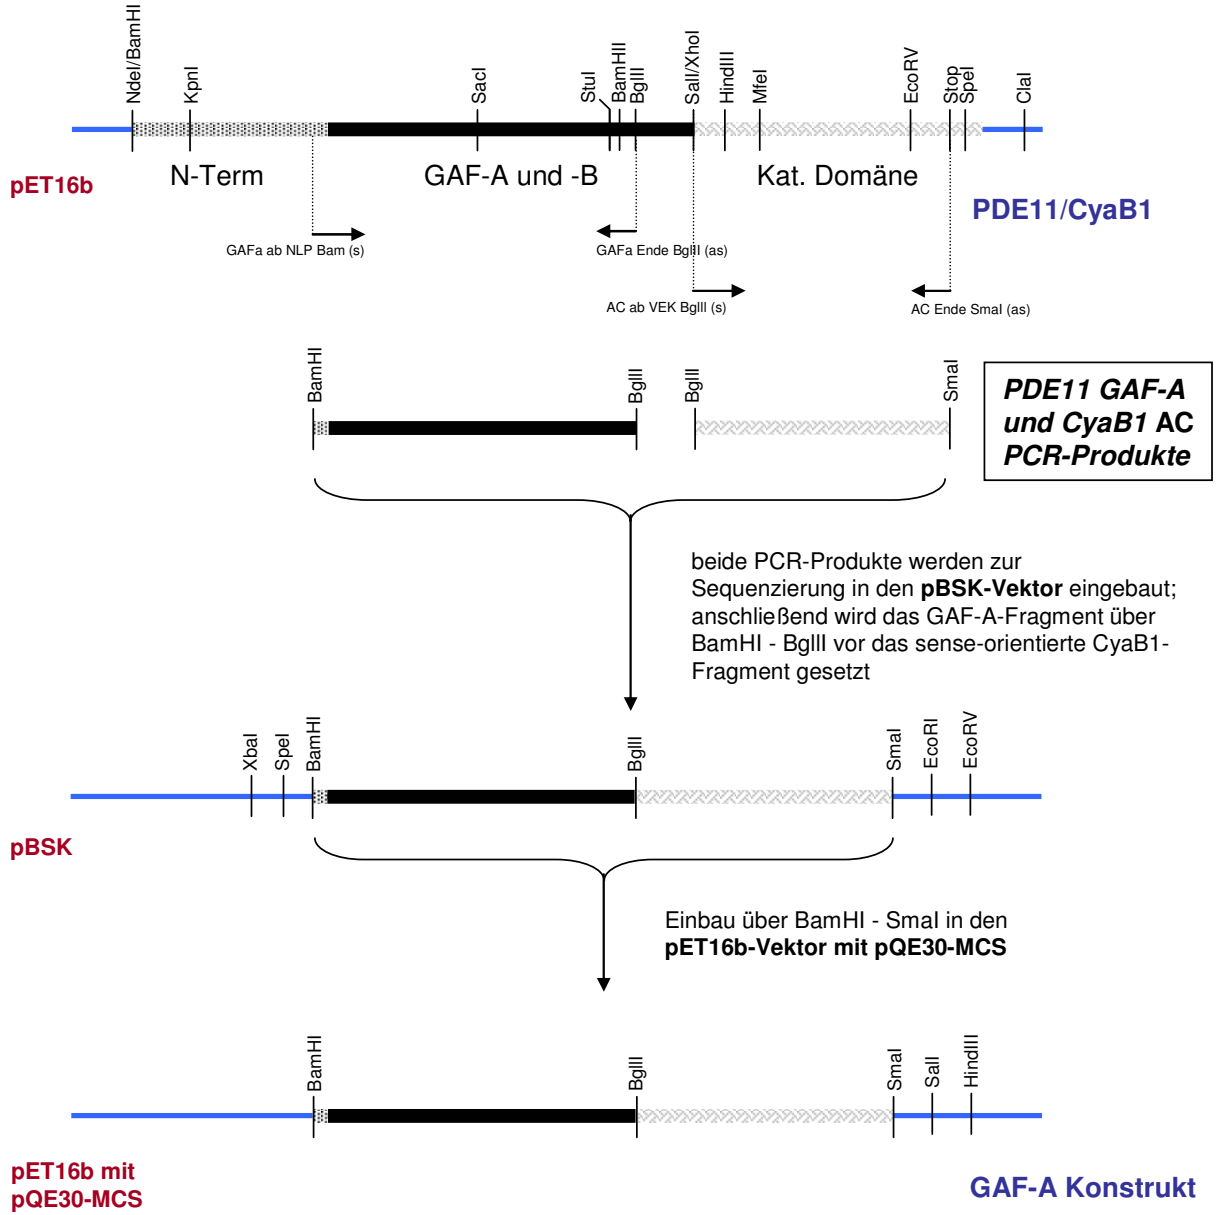 NdeI/BamHI
KpnI
SacI
StuI
BamHII
BglII
SalI/XhoI
HindIII
MfeI
EcoRV
Stop
SpeI
ClaI
N-Term
GAF-A und -B
Kat. Domäne
pET16b
PDE11/CyaB1
GAFa ab NLP Bam (s)
GAFa Ende BglII (as)
AC ab VEK BglII (s)
AC Ende SmaI (as)
BamHI
BglII
BglII
SmaI
PDE11 GAF-A
und CyaB1 AC
PCR-Produkte
beide PCR-Produkte werden zur
Sequenzierung in den pBSK-Vektor eingebaut;
anschließend wird das GAF-A-Fragment über
BamHI - BglII vor das sense-orientierte CyaB1-
Fragment gesetzt
XbaI
SpeI
BamHI
BglII
SmaI
EcoRI
EcoRV
pBSK
Einbau über BamHI - SmaI in den
pET16b-Vektor mit pQE30-MCS
BamHI
BglII
SmaI
SalI
HindIII
pET16b mit
pQE30-MCS
GAF-A Konstrukt